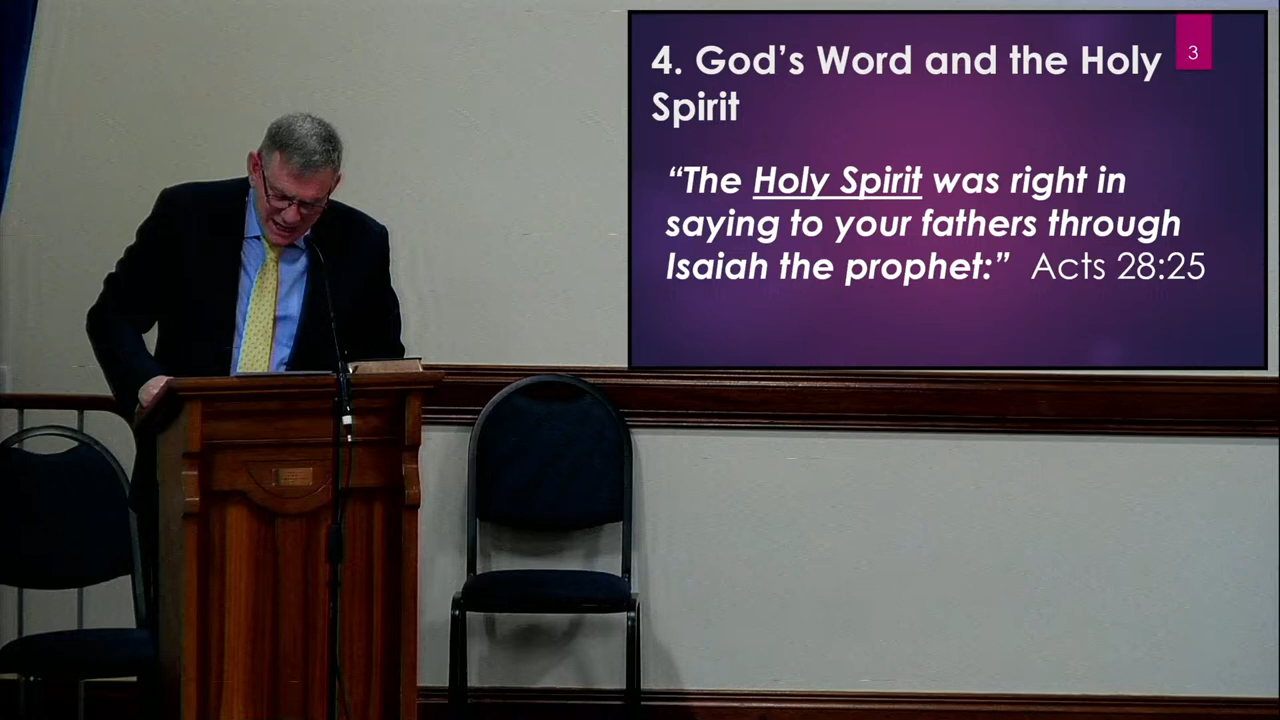 4. God’s Word and the Holy
Spirit
3
“The Holy Spirit was right in
saying to your fathers through
Isaiah the prophet:” Acts 28:25